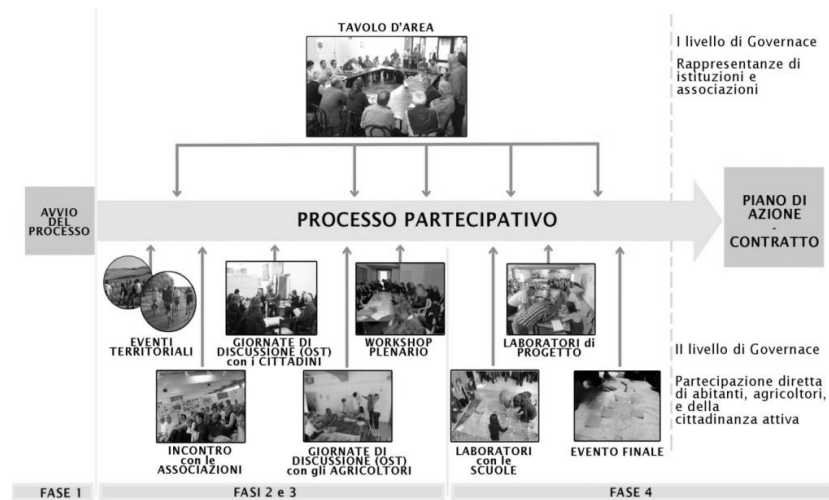 TAVOLO D'AREA
I livello di Governace
Rappresentanze di
istituzioni e
associazioni
AVVIO
DEL
PROCESSO
PROCESSO PARTECIPATIVO
PIANO DI
AZIONE
-
CONTRATTO
EVENTI
TERRITORIALI
GIORNATE DI
DISCUSSIONE (OST)
con i CITTADINI
WORKSHOP
PLENARIO
LABORATORI di
PROGETTO
INCONTRO
con le
ASSOCIAZIONI
GIORNATE DI
DISCUSSIONE (OST)
con gli AGRICOLTORI
LABORATORI
con le
SCUOLE
EVENTO FINALE
II livello di Governace
Partecipazione diretta
di abitanti, agricoltori,
e della
cittadinanza attiva
FASE 1
FASI 2 e 3
FASE 4